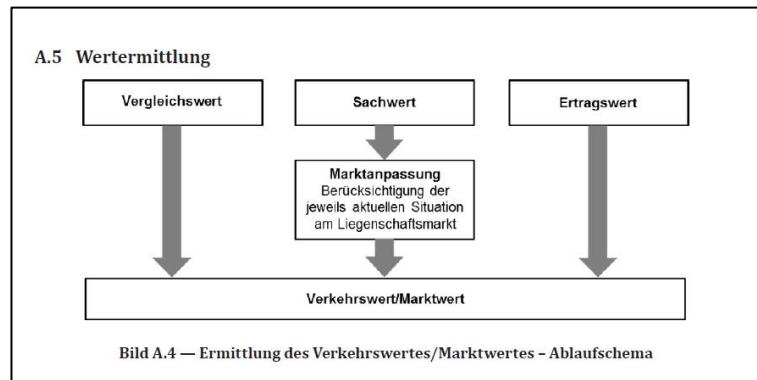 A.5 Wertermittlung
Vergleichswert
Sachwert
Ertragswert
Marktanpassung
Berücksichtigung der
jeweils aktuellen Situation
am Liegenschaftsmarkt
Verkehrswert/Marktwert
Bild A.4 — Ermittlung des Verkehrswertes/Marktwertes – Ablaufschema